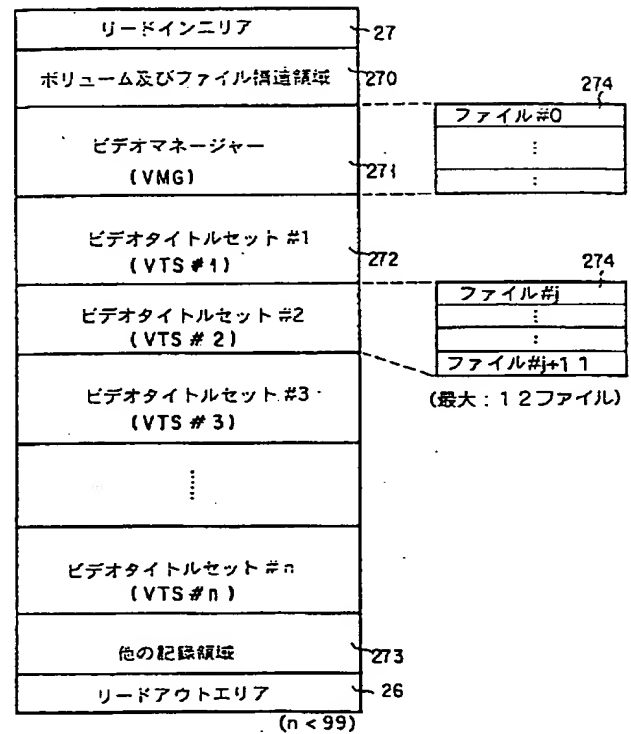 リードインエリア
27
ボリューム及びファイル構造領域
270
ビデオマネージャー
(VMG)
271
ビデオタイトルセット #1
(VTS #1)
272
ビデオタイトルセット #2
(VTS # 2)
ビデオタイトルセット #3
(VTS # 3)
⋮
ビデオタイトルセット #n
(VTS #n)
他の記録領域
273
リードアウトエリア
26
(n < 99)
274
ファイル#0
⋮
:
274
ファイル#j
⋮
:
ファイル#j+1 1
(最大:12ファイル)